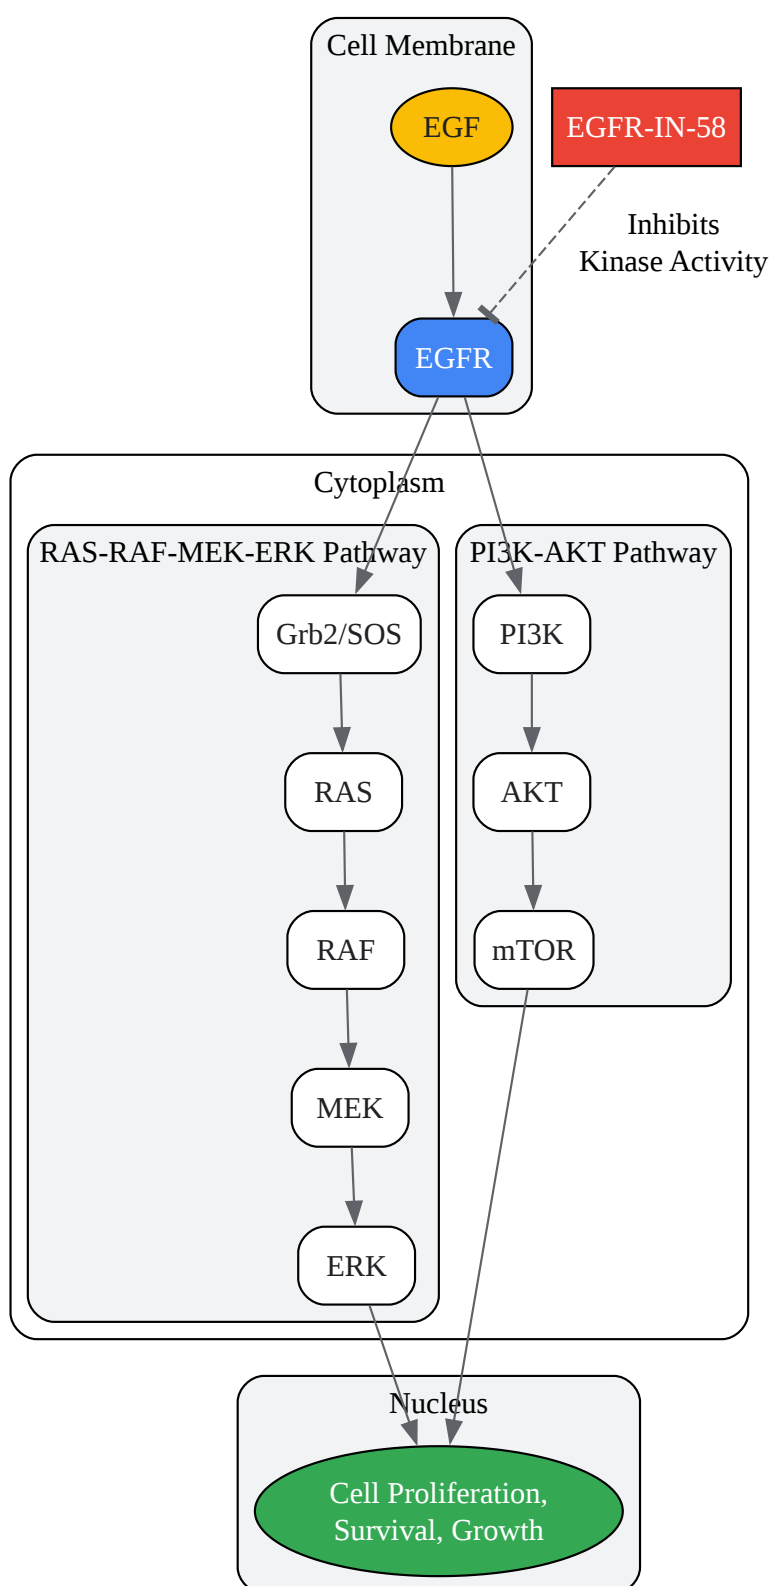 Cell Membrane
EGF
EGFR-IN-58
Inhibits
Kinase Activity
EGFR
Cytoplasm
RAS-RAF-MEK-ERK Pathway
PI3K-AKT Pathway
Grb2/SOS
PI3K
RAS
AKT
RAF
mTOR
MEK
ERK
Nucleus
Cell Proliferation,
Survival, Growth